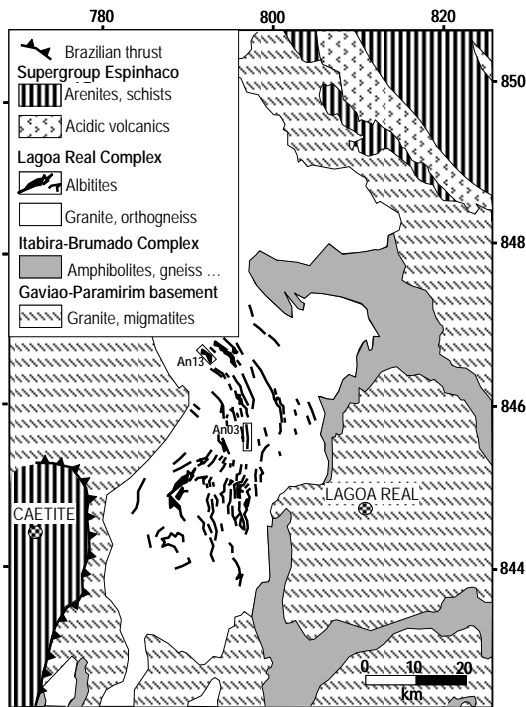 780 800 820
Brazilian thrust
Supergroup Espinhaco
Arenites, schists
Acidic volcanics
Lagoa Real Complex
Albitites
Granite, orthogneiss
Itabira-Brumado Complex
Amphibolites, gneiss ...
Gaviao-Paramirim basement
Granite, migmatites
850
848
An13
846
An03
LAGOA REAL
CAETITE
844
0 10 20
km